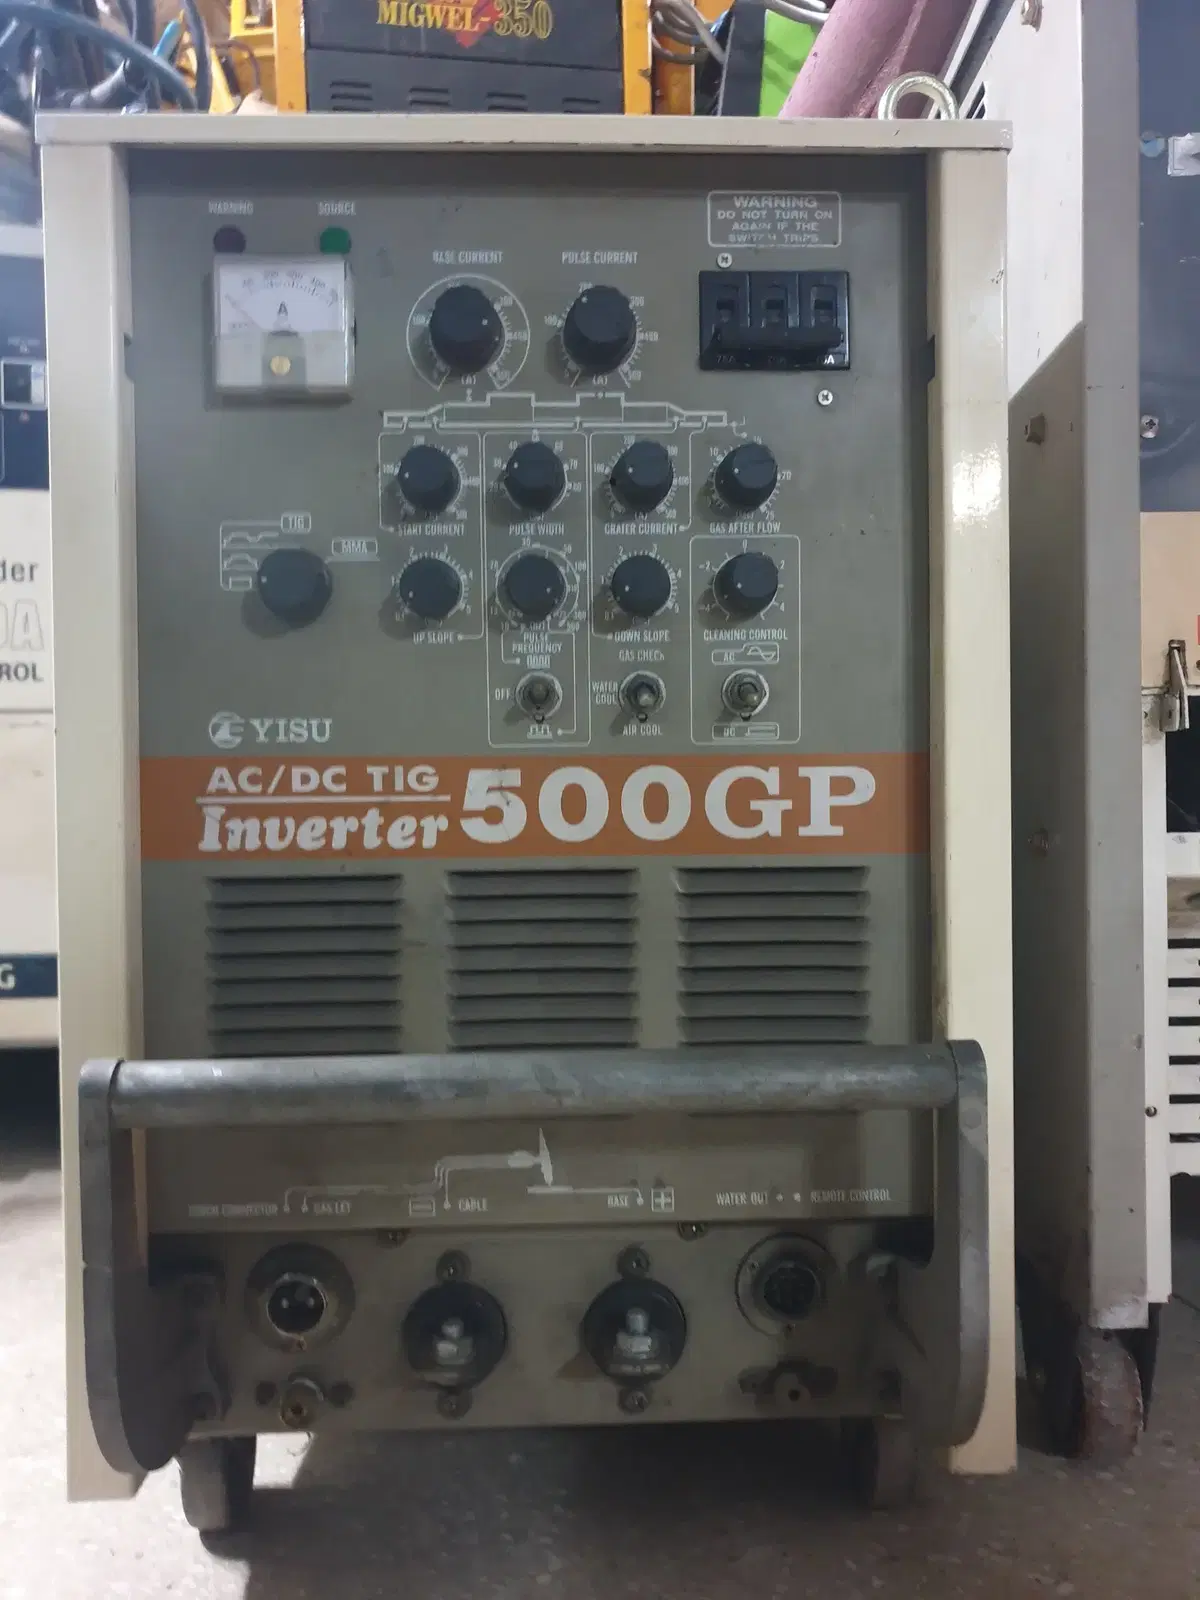 MIGWEL-350
WARNING
SOURCE
WARNING
DO NOT TURN ON
AGAIN IF THE
SWITCH TRIPS
BASE CURRENT
PULSE CURRENT
A
(A)
(A)
START CURRENT
PULSE WIDTH
CRATER CURRENT
GAS AFTER FLOW
TIG
MMA
UP SLOPE
PULSE
FREQUENCY
DOWN SLOPE
CLEANING CONTROL
GAS CHECK
AC
OFF
WATER
COOL
AIR COOL
DC
YISU
AC/DC TIG
Inverter
500GP
der
ROL
G
CABLE
BASE
+
WATER OUT
REMOTE CONTROL